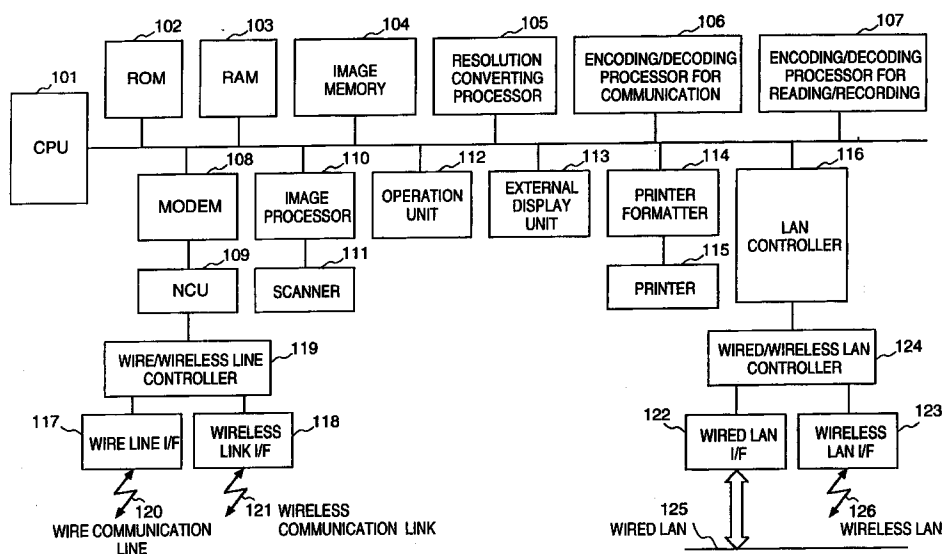 101
CPU
102
ROM
103
RAM
104
IMAGE
MEMORY
105
RESOLUTION
CONVERTING
PROCESSOR
106
ENCODING/DECODING
PROCESSOR FOR
COMMUNICATION
107
ENCODING/DECODING
PROCESSOR FOR
READING/RECORDING
108
MODEM
109
NCU
110
IMAGE
PROCESSOR
111
SCANNER
112
OPERATION
UNIT
113
EXTERNAL
DISPLAY
UNIT
114
PRINTER
FORMATTER
115
PRINTER
116
LAN
CONTROLLER
119
WIRE/WIRELESS LINE
CONTROLLER
117
WIRE LINE I/F
118
WIRELESS
LINK I/F
120
WIRE COMMUNICATION
LINE
121
WIRELESS
COMMUNICATION LINK
124
WIRED/WIRELESS LAN
CONTROLLER
122
WIRED LAN
I/F
123
WIRELESS
LAN I/F
125
WIRED LAN
126
WIRELESS LAN